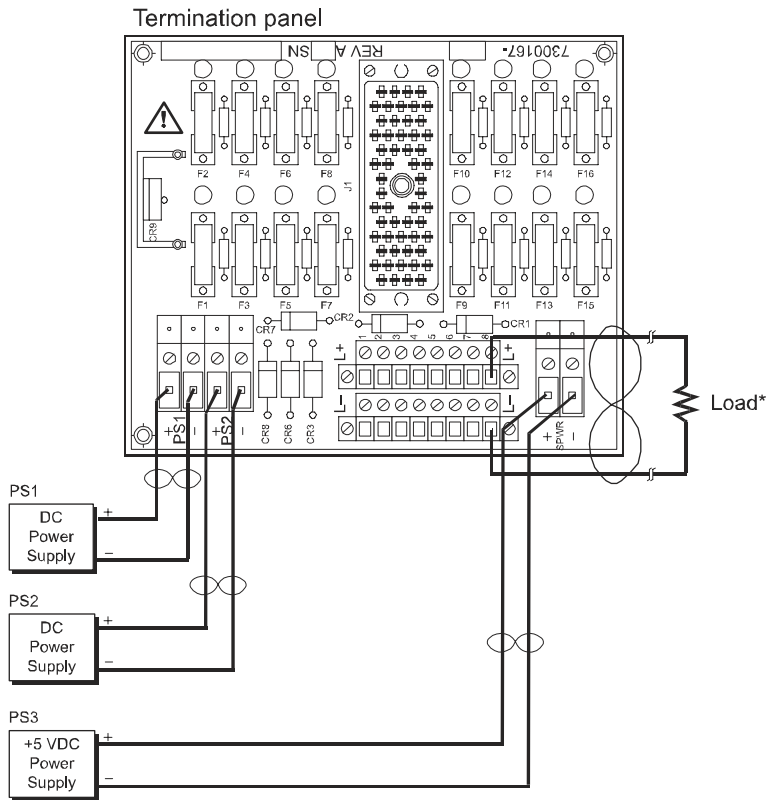 Termination panel
SN
REV A
7300167-
F2
F4
F6
F8
J1
F10
F12
F14
F16
CR9
F1
F3
F5
F7
F9
F11
F13
F15
CR7
CR2
CR1
L+
1
2
3
4
5
6
7
8
L+
L-
L-
CR8
CR6
CR3
+
PS1
-
+
PS2
-
+
SPWR
-
Load*
PS1
DC
Power
Supply
+
-
PS2
DC
Power
Supply
+
-
PS3
+5 VDC
Power
Supply
+
-